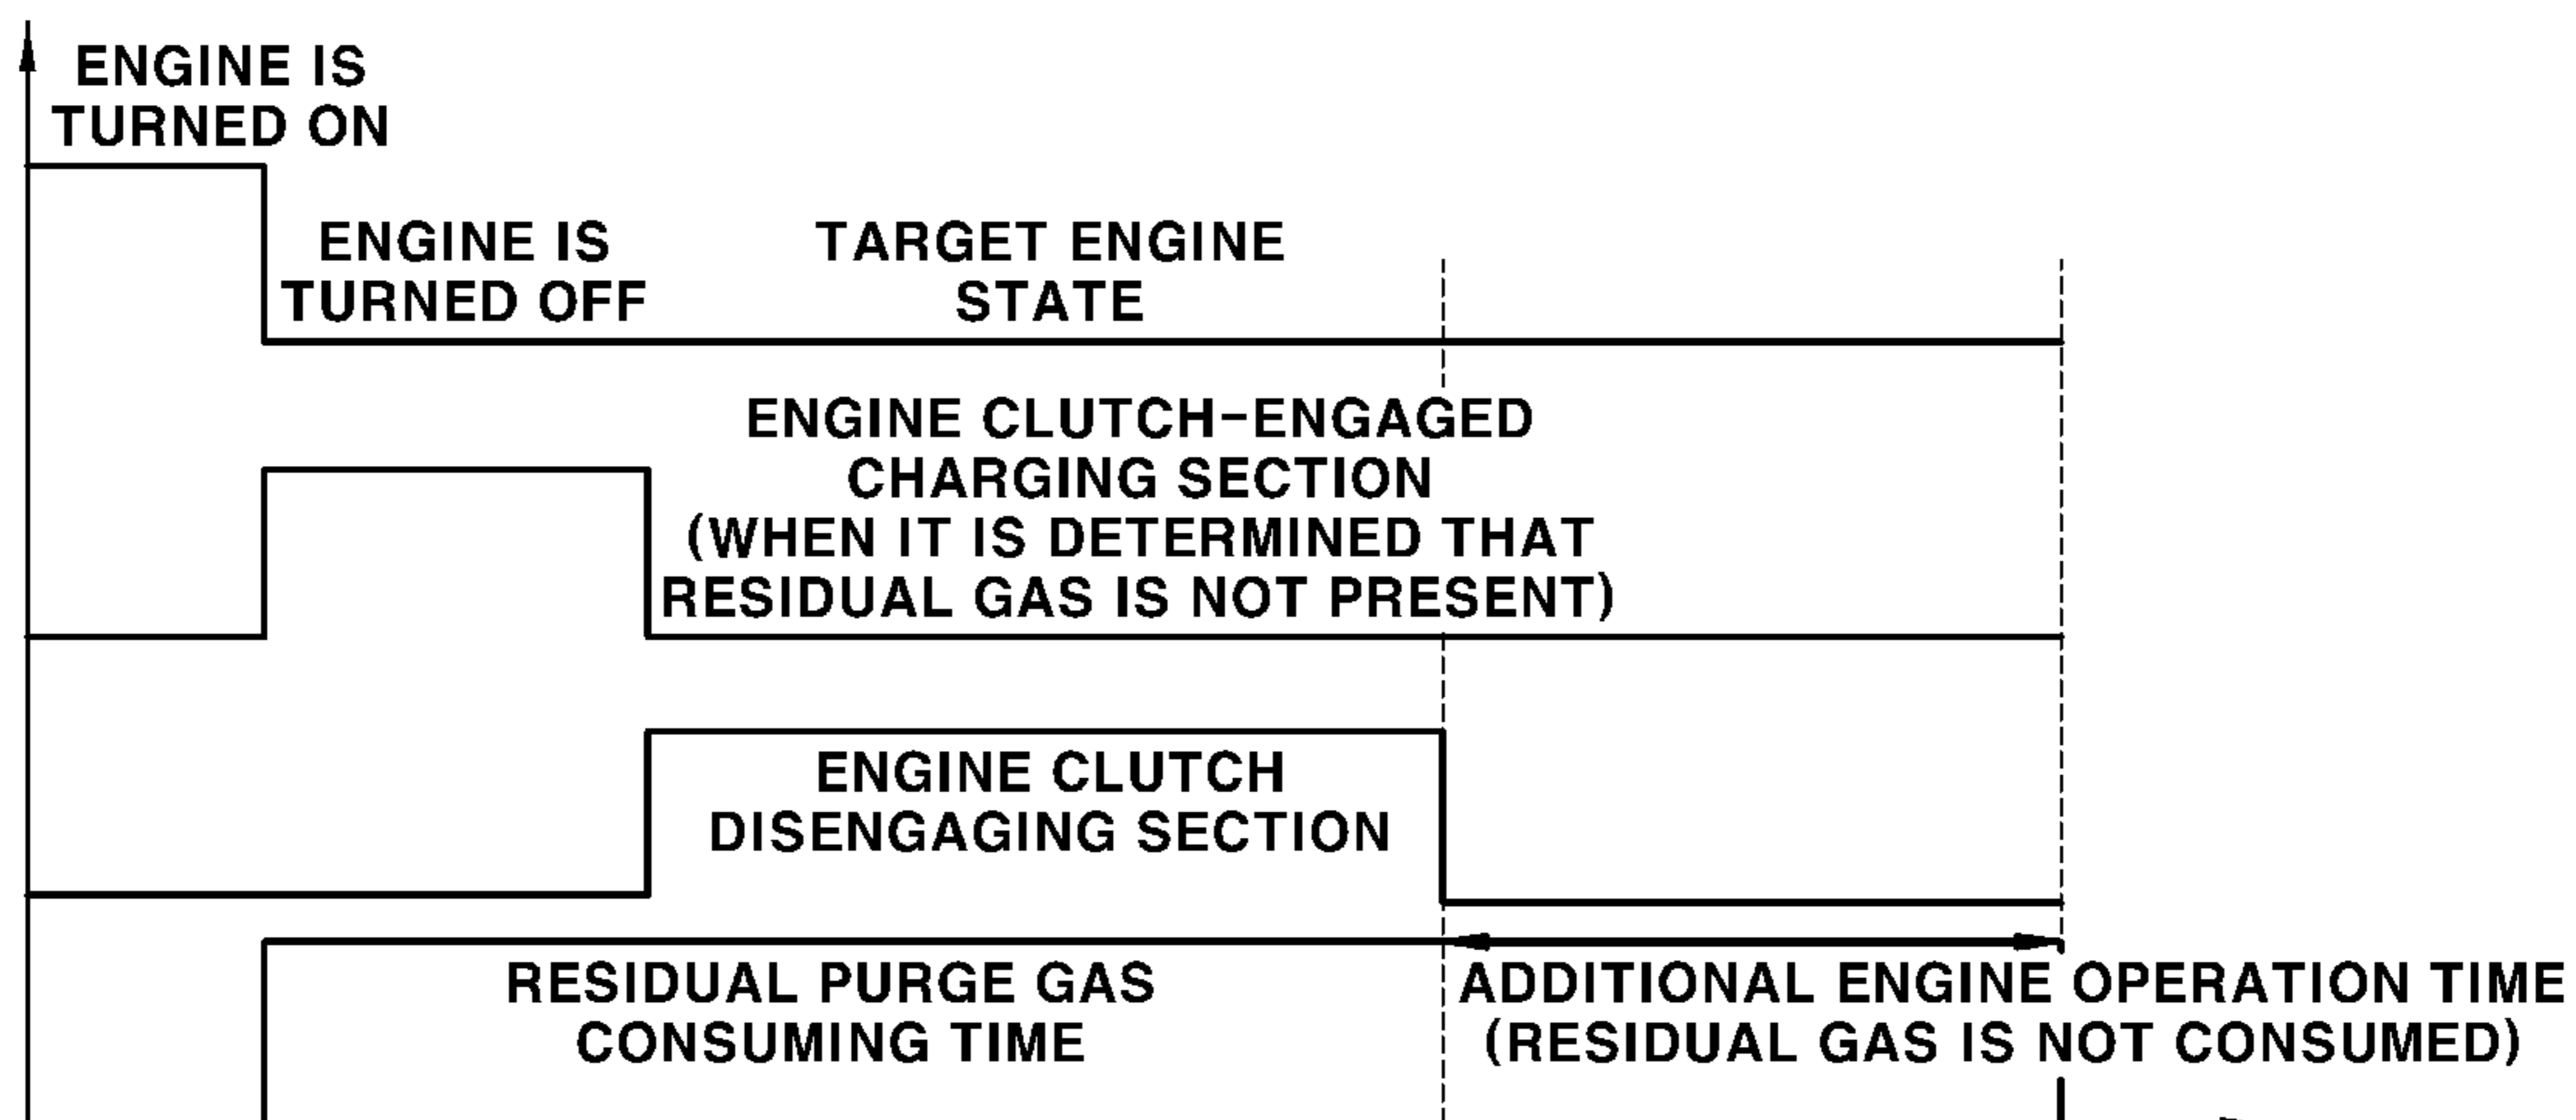 ENGINE IS
TURNED ON
ENGINE IS
TURNED OFF
TARGET ENGINE
STATE
ENGINE CLUTCH-ENGAGED
CHARGING SECTION
(WHEN IT IS DETERMINED THAT
RESIDUAL GAS IS NOT PRESENT)
ENGINE CLUTCH
DISENGAGING SECTION
RESIDUAL PURGE GAS
CONSUMING TIME
ADDITIONAL ENGINE OPERATION TIME
(RESIDUAL GAS IS NOT CONSUMED)